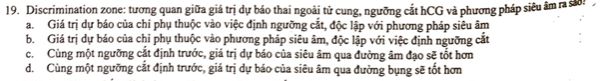 19. Discrimination zone: tương quan giữa giá trị dự báo thai ngoài tử cung, ngưỡng cắt hCG và phương pháp siêu âm ra sao?
a. Giá trị dự báo của chỉ phụ thuộc vào việc định ngưỡng cắt, độc lập với phương pháp siêu âm
b. Giá trị dự báo của chỉ phụ thuộc vào phương pháp siêu âm, độc lập với việc định ngưỡng cắt
c. Cùng một ngưỡng cắt định trước, giá trị dự báo của siêu âm qua đường âm đạo sẽ tốt hơn
d. Cùng một ngưỡng cắt định trước, giá trị dự báo của siêu âm qua đường bụng sẽ tốt hơn